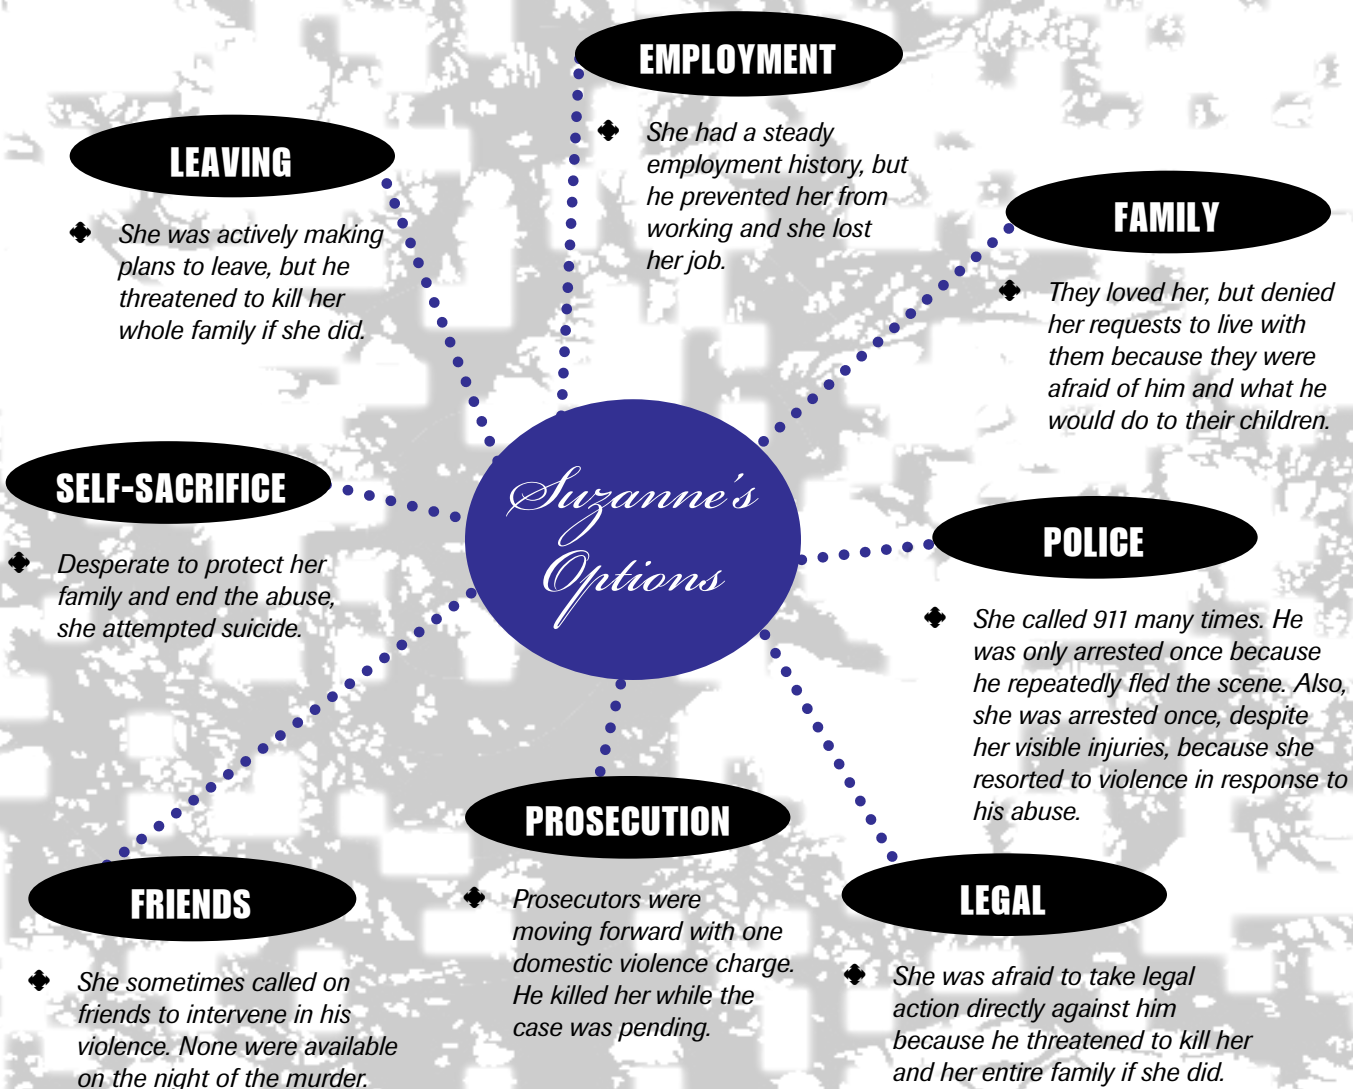 EMPLOYMENT
She had a steady
employment history, but
he prevented her from
working and she lost
her job.
LEAVING
She was actively making
plans to leave, but he
threatened to kill her
whole family if she did.
FAMILY
They loved her, but denied
her requests to live with
them because they were
afraid of him and what he
would do to their children.
Suzanne's
Options
SELF-SACRIFICE
Desperate to protect her
family and end the abuse,
she attempted suicide.
POLICE
She called 911 many times. He
was only arrested once because
he repeatedly fled the scene. Also,
she was arrested once, despite
her visible injuries, because she
resorted to violence in response to
his abuse.
PROSECUTION
Prosecutors were
moving forward with one
domestic violence charge.
He killed her while the
case was pending.
FRIENDS
She sometimes called on
friends to intervene in his
violence. None were available
on the night of the murder.
LEGAL
She was afraid to take legal
action directly against him
because he threatened to kill her
and her entire family if she did.